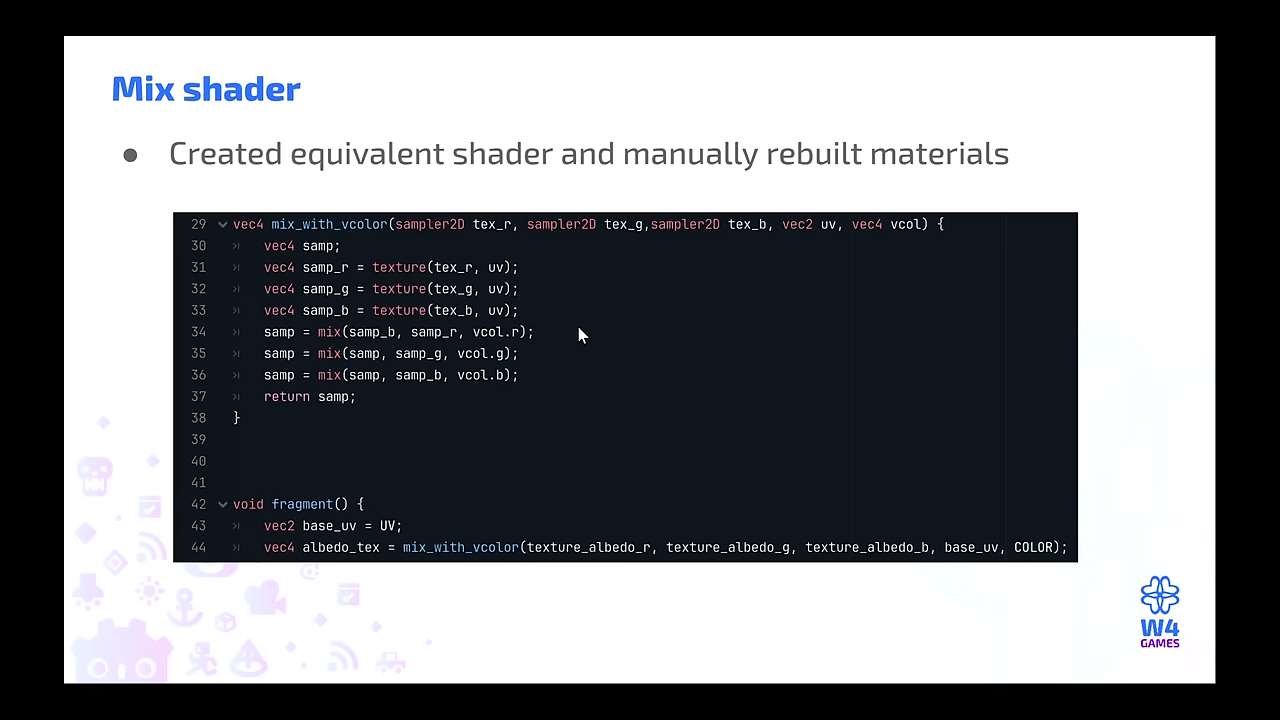 Mix shader
● Created equivalent shader and manually rebuilt materials
29 vec4 mix_with_vcolor(sampler2D tex_r, sampler2D tex_g,sampler2D tex_b, vec2 uv, vec4 vcol) {
30 vec4 samp;
31 vec4 samp_r = texture(tex_r, uv);
32 vec4 samp_g = texture(tex_g, uv);
33 vec4 samp_b = texture(tex_b, uv);
34 samp = mix(samp_b, samp_r, vcol.r);
35 samp = mix(samp, samp_g, vcol.g);
36 samp = mix(samp, samp_b, vcol.b);
37 return samp;
38 }
39
40
41
42 void fragment() {
43 vec2 base_uv = UV;
44 vec4 albedo_tex = mix_with_vcolor(texture_albedo_r, texture_albedo_g, texture_albedo_b, base_uv, COLOR);
W4
GAMES